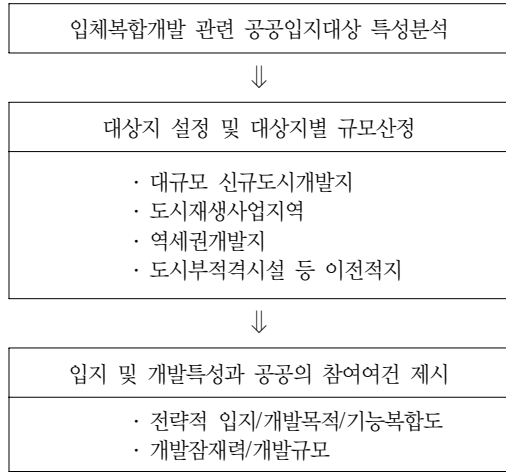 입체복합개발 관련 공공입지대상 특성분석
⇓
대상지 설정 및 대상지별 규모산정
· 대규모 신규도시개발지
· 도시재생사업지역
· 역세권개발지
· 도시부적격시설 등 이전적지
⇓
입지 및 개발특성과 공공의 참여여건 제시
· 전략적 입지/개발목적/기능복합도
· 개발잠재력/개발규모